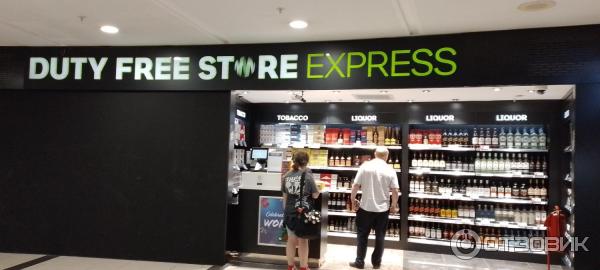 DUTY FREE STORE EXPRESS
TOBACCO
LIQUOR
LIQUOR
LIQUOR
Celebrate
ОТЗОВИК